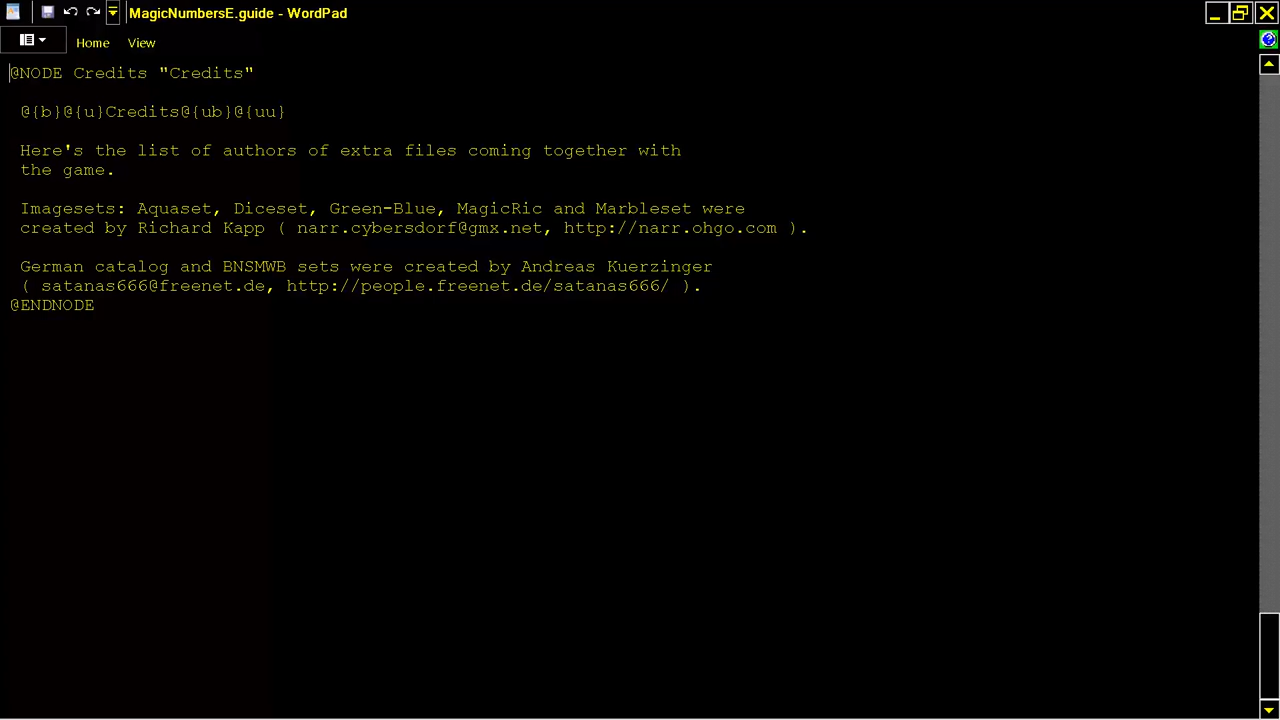 MagicNumbersE.guide - WordPad
Home View
@NODE Credits "Credits"
@{b}@{u}Credits@{ub}@{uu}
Here's the list of authors of extra files coming together with
the game.
Imagesets: Aquaset, Diceset, Green-Blue, MagicRic and Marbleset were
created by Richard Kapp ( narr.cybersdorf@gmx.net, http://narr.ohgo.com ).
German catalog and BNSMWB sets were created by Andreas Kuerzinger
( satanas666@freenet.de, http://people.freenet.de/satanas666/ ).
@ENDNODE